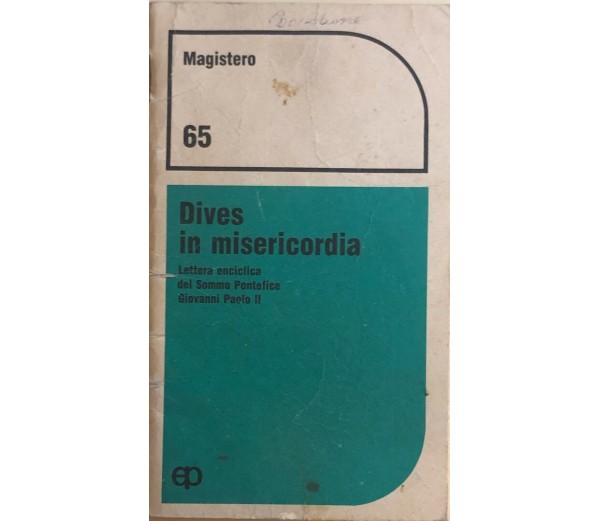 Magistero
65
Dives
in misericordia
Lettera enciclica
del Sommo Pontefice
Giovanni Paolo II
ep